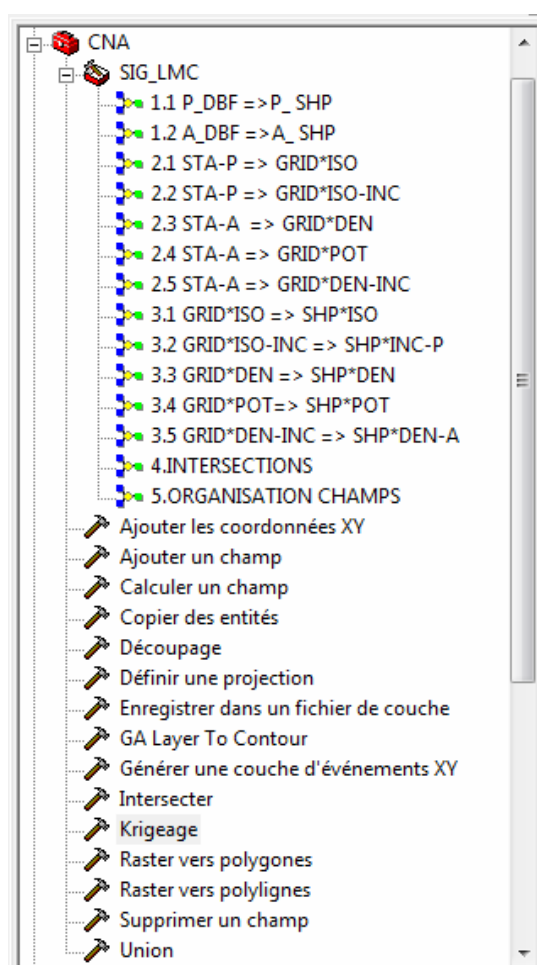 CNA
SIG_LMC
1.1 P_DBF =>P_ SHP
1.2 A_DBF =>A_ SHP
2.1 STA-P => GRID*ISO
2.2 STA-P => GRID*ISO-INC
2.3 STA-A  => GRID*DEN
2.4 STA-A => GRID*POT
2.5 STA-A => GRID*DEN-INC
3.1 GRID*ISO => SHP*ISO
3.2 GRID*ISO-INC => SHP*INC-P
3.3 GRID*DEN => SHP*DEN
3.4 GRID*POT=> SHP*POT
3.5 GRID*DEN-INC => SHP*DEN-A
4.INTERSECTIONS
5.ORGANISATION CHAMPS
Ajouter les coordonnées XY
Ajouter un champ
Calculer un champ
Copier des entités
Découpage
Définir une projection
Enregistrer dans un fichier de couche
GA Layer To Contour
Générer une couche d'événements XY
Intersecter
Krigeage
Raster vers polygones
Raster vers polylignes
Supprimer un champ
Union